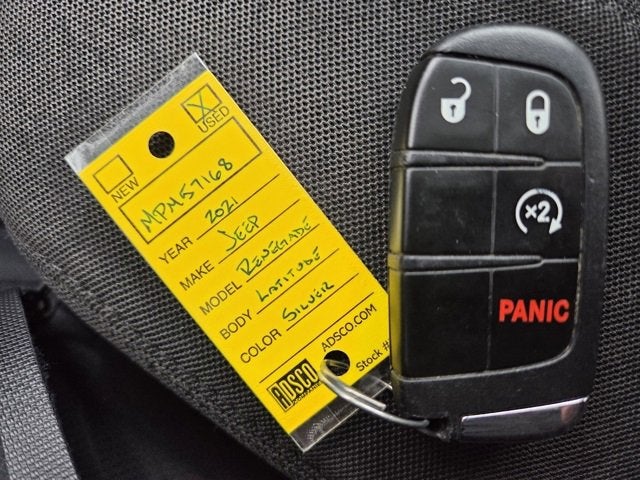 NEW
X USED
MPM57168
YEAR 2021
MAKE JEEP
MODEL RENEGADE
BODY LATITUDE
COLOR SILVER
ADSCO
ADSCO.COM
Stock #
x2
PANIC